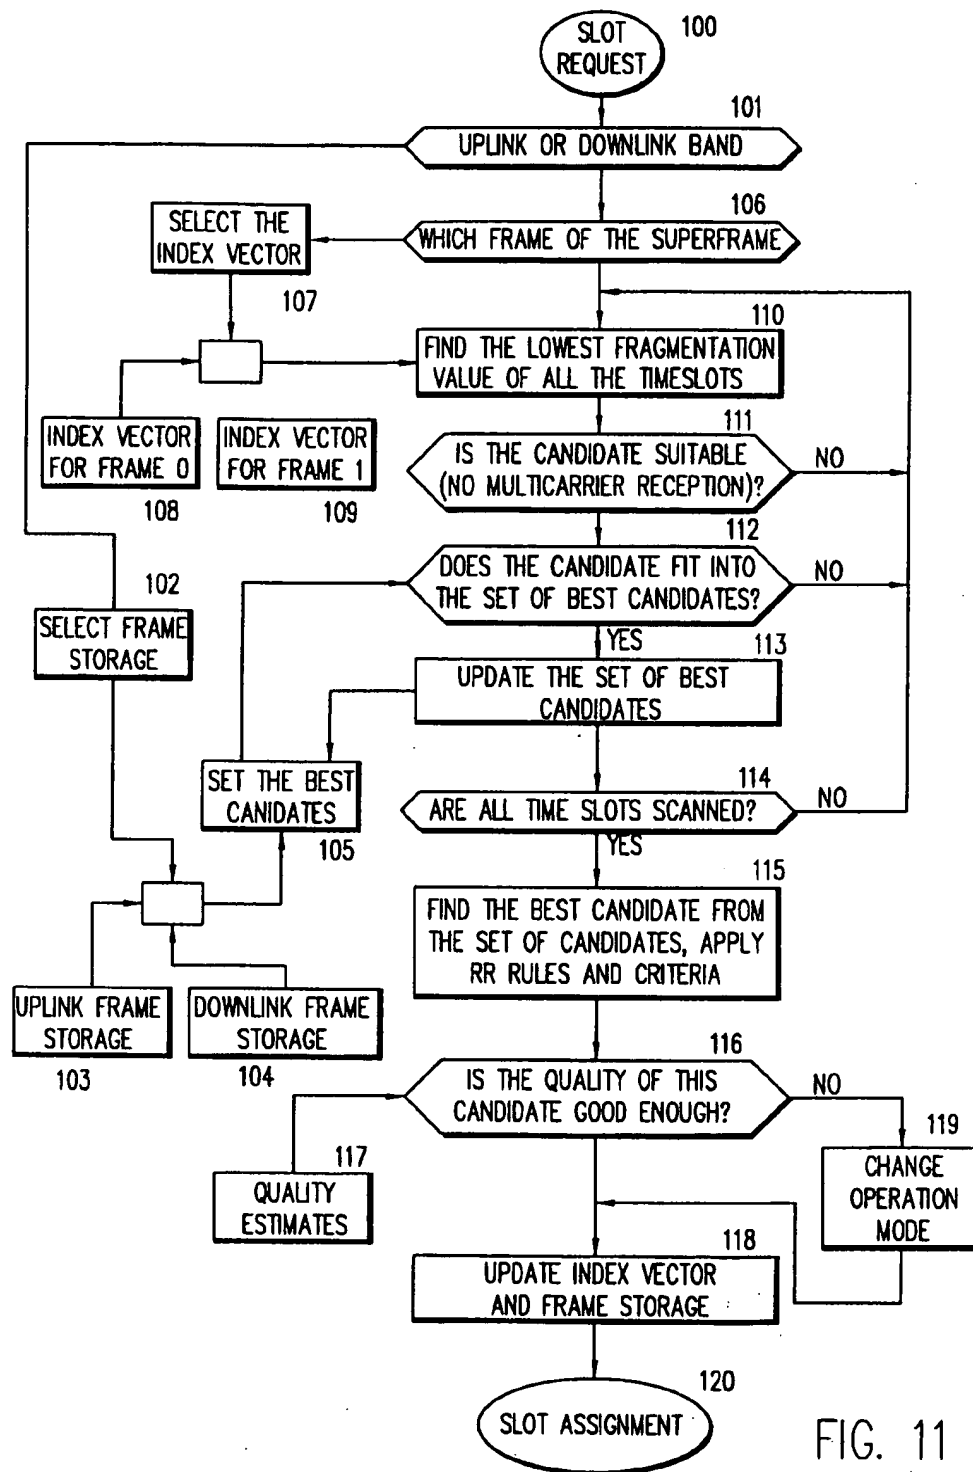 SLOT
REQUEST
100
101
UPLINK OR DOWNLINK BAND
106
WHICH FRAME OF THE SUPERFRAME
SELECT THE
INDEX VECTOR
107
110
FIND THE LOWEST FRAGMENTATION
VALUE OF ALL THE TIMESLOTS
INDEX VECTOR
FOR FRAME 0
108
INDEX VECTOR
FOR FRAME 1
109
111
IS THE CANDIDATE SUITABLE
(NO MULTICARRIER RECEPTION)?
NO
112
DOES THE CANDIDATE FIT INTO
THE SET OF BEST CANDIDATES?
NO
YES
102
SELECT FRAME
STORAGE
113
UPDATE THE SET OF BEST
CANDIDATES
SET THE BEST
CANIDATES
105
114
ARE ALL TIME SLOTS SCANNED?
NO
YES
115
FIND THE BEST CANDIDATE FROM
THE SET OF CANDIDATES, APPLY
RR RULES AND CRITERIA
UPLINK FRAME
STORAGE
103
DOWNLINK FRAME
STORAGE
104
116
IS THE QUALITY OF THIS
CANDIDATE GOOD ENOUGH?
NO
117
QUALITY
ESTIMATES
119
CHANGE
OPERATION
MODE
118
UPDATE INDEX VECTOR
AND FRAME STORAGE
120
SLOT ASSIGNMENT
FIG. 11